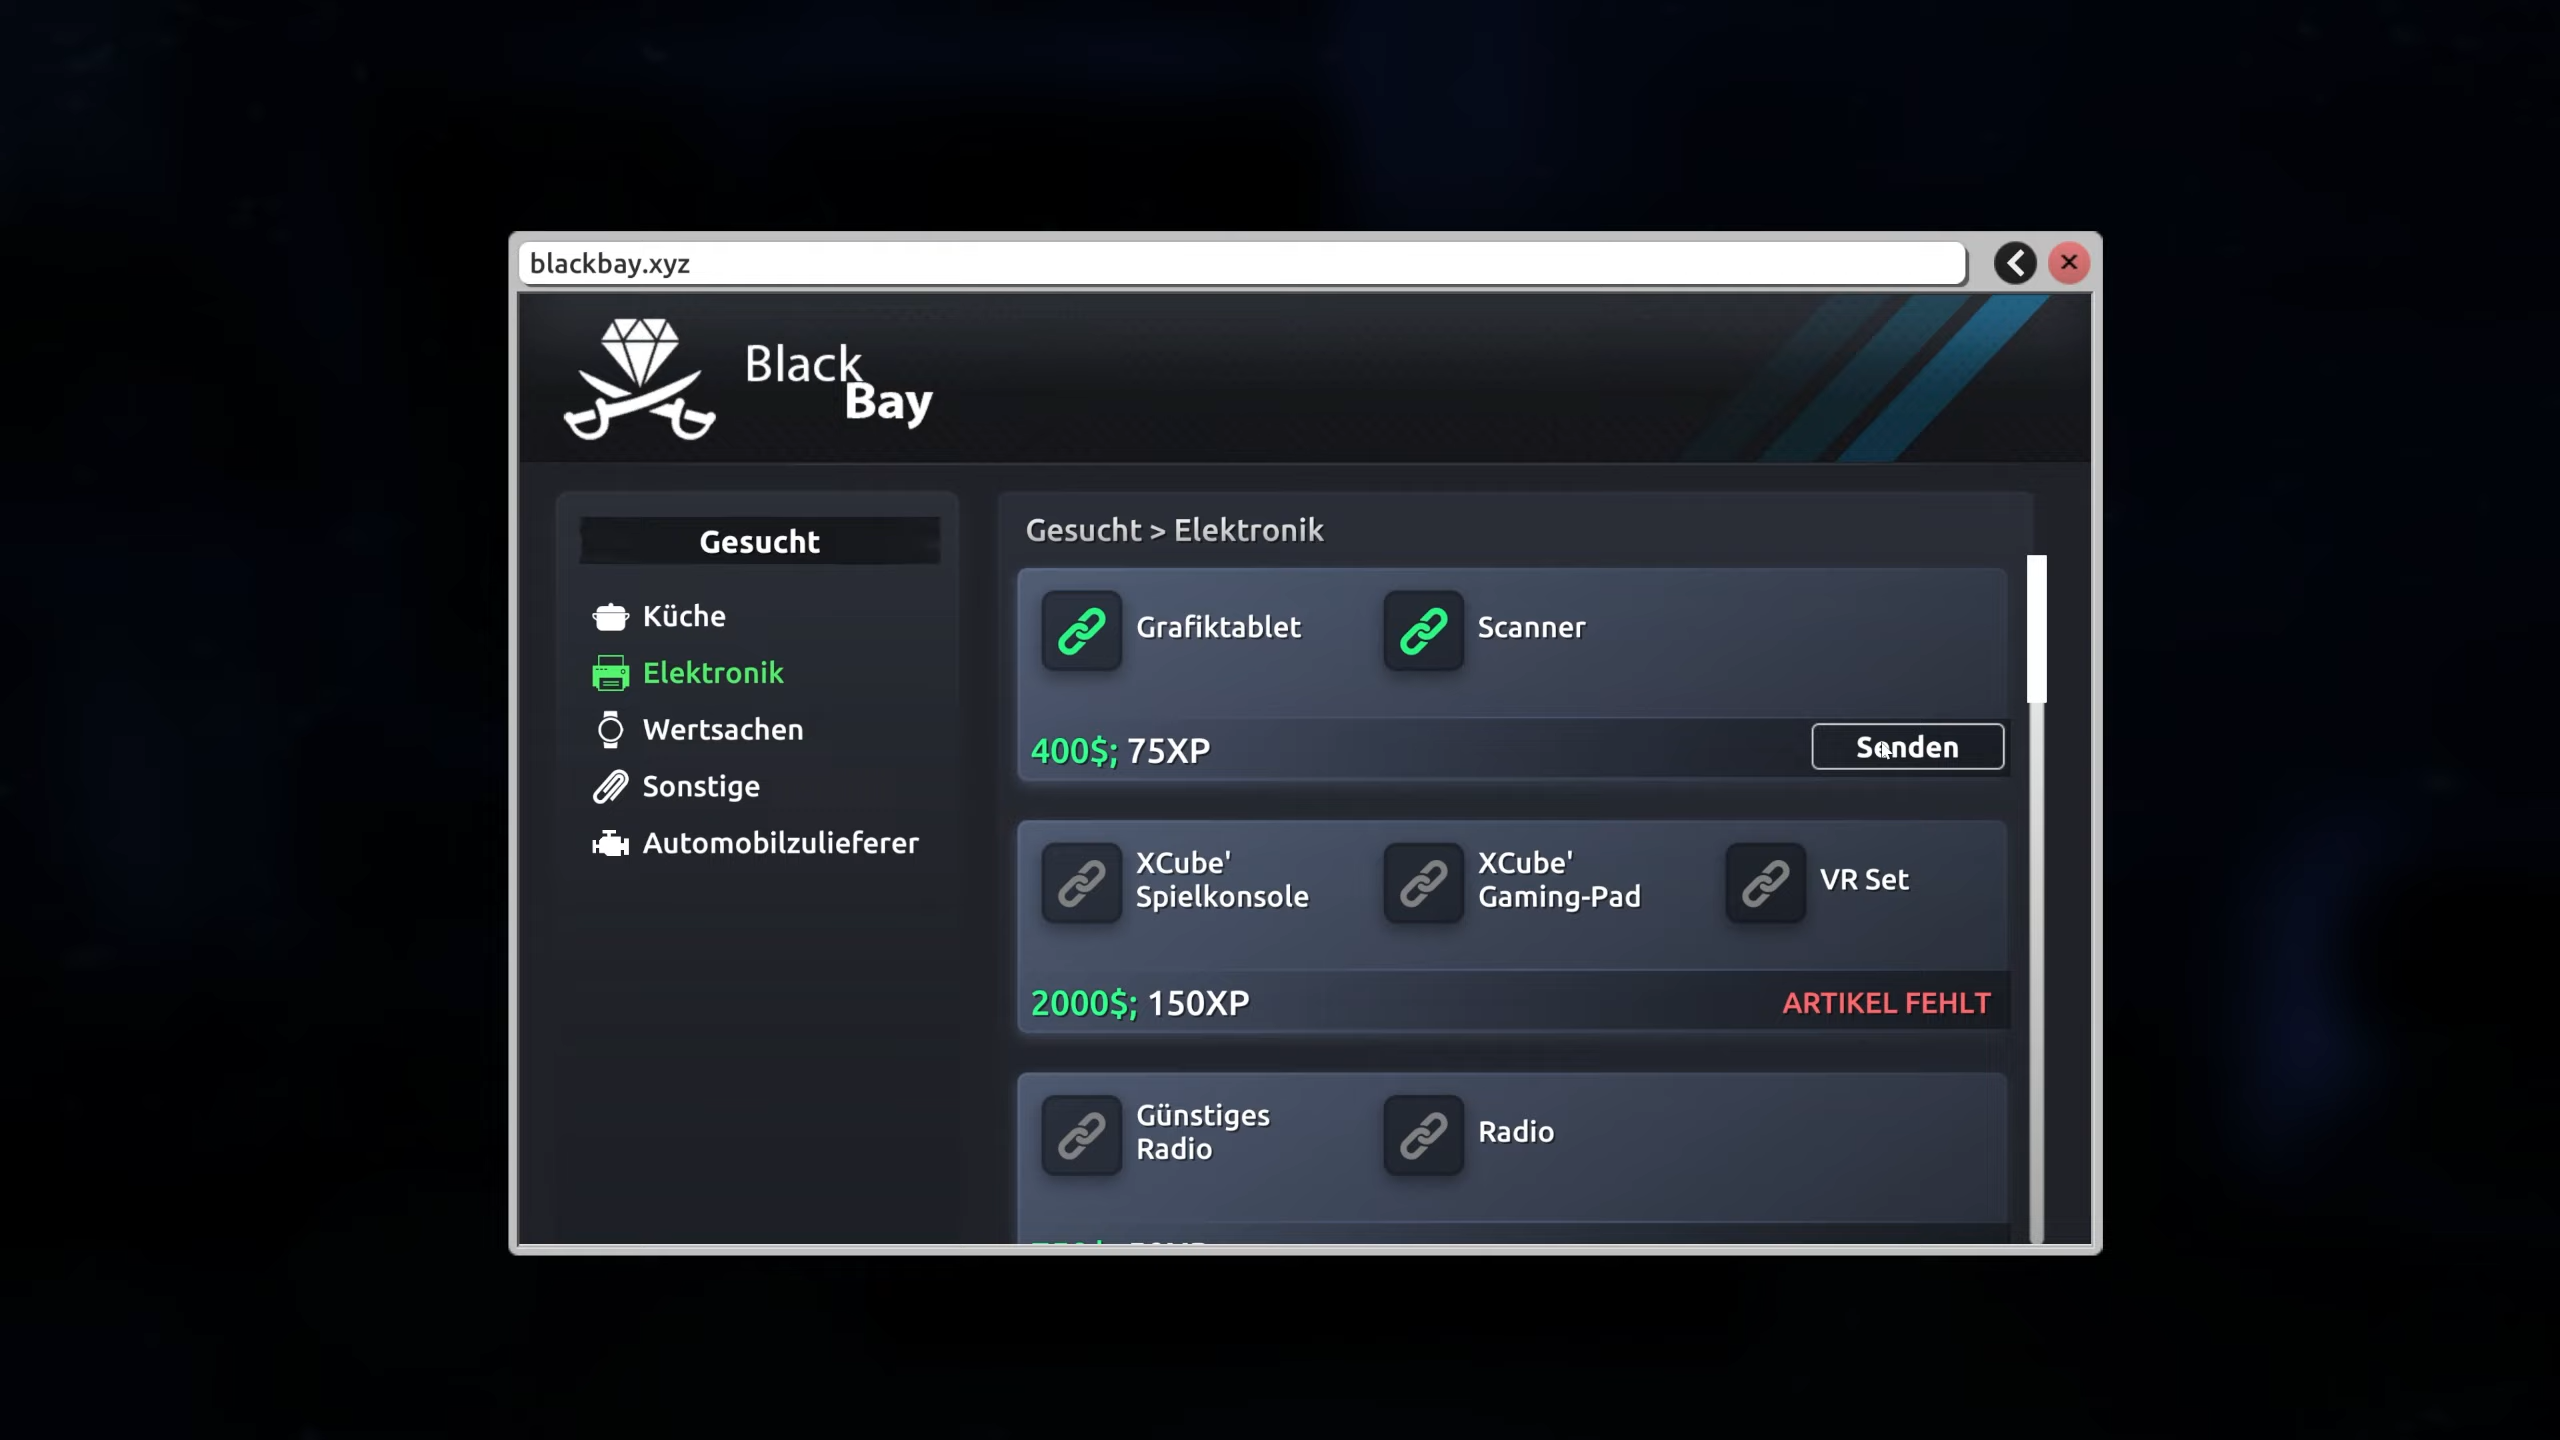 blackbay.xyz
Black
Bay
Gesucht
Küche
Elektronik
Wertsachen
Sonstige
Automobilzulieferer
Gesucht > Elektronik
Grafiktablet
Scanner
400$; 75XP
Senden
XCube'
Spielkonsole
XCube'
Gaming-Pad
VR Set
2000$; 150XP
ARTIKEL FEHLT
Günstiges
Radio
Radio